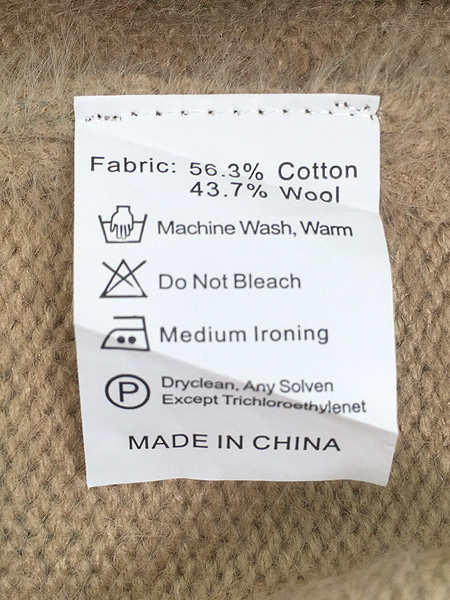 Fabric: 56.3% Cotton
43.7% Wool
Machine Wash, Warm
Do Not Bleach
Medium Ironing
P
Dryclean, Any Solven
Except Trichloroethylenet
MADE IN CHINA